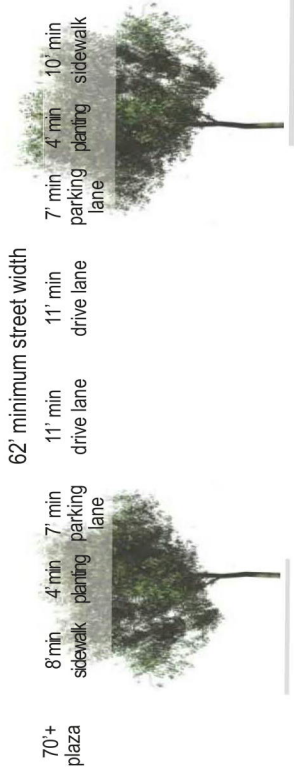 62’ minimum street width
70’+
plaza
8’min
sidewalk
4’min
planting
7’ min
parking
lane
11’ min
drive lane
11’ min
drive lane
7’ min
parking
lane
4’ min
planting
10’ min
sidewalk